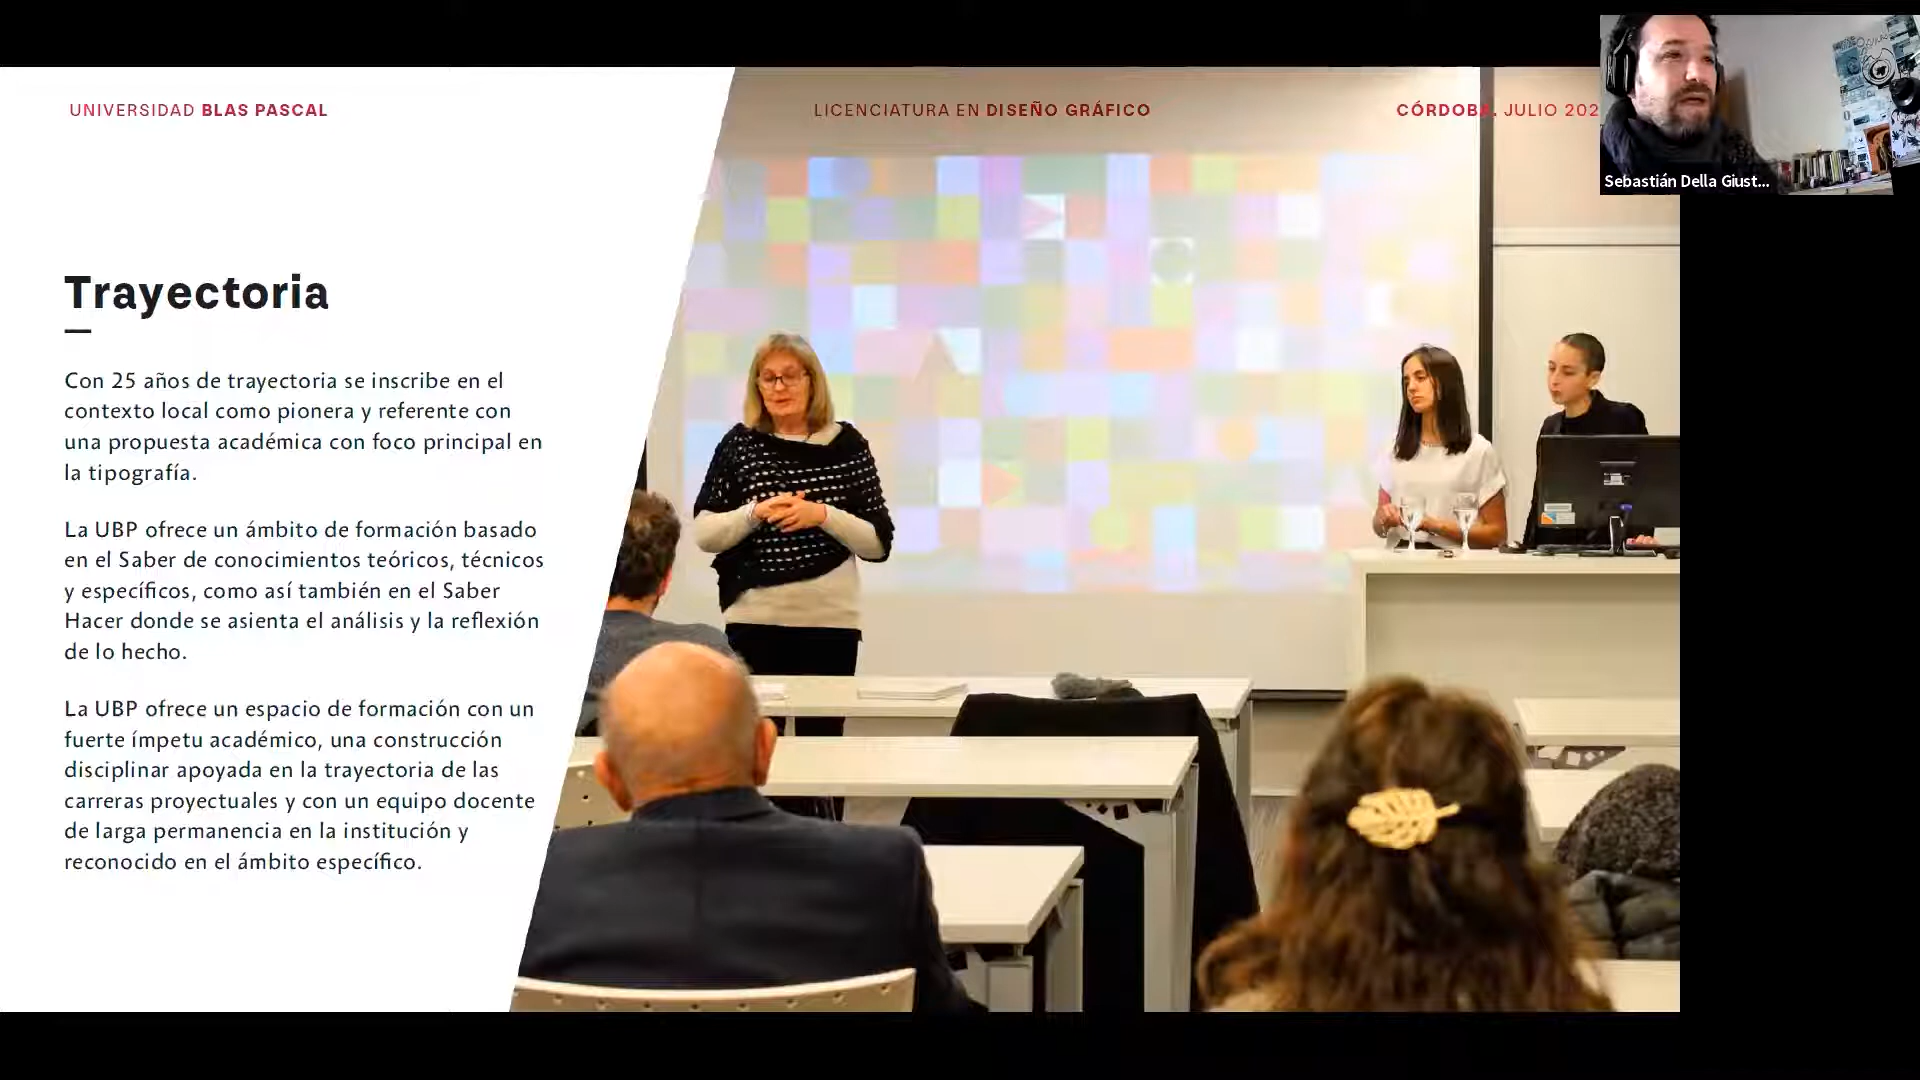 UNIVERSIDAD BLAS PASCAL
LICENCIATURA EN DISEÑO GRÁFICO
CÓRDOBA. JULIO 202
Sebastián Della Giust...
Trayectoria
Con 25 años de trayectoria se inscribe en el
contexto local como pionera y referente con
una propuesta académica con foco principal en
la tipografía.
La UBP ofrece un ámbito de formación basado
en el Saber de conocimientos teóricos, técnicos
y específicos, como así también en el Saber
Hacer donde se asienta el análisis y la reflexión
de lo hecho.
La UBP ofrece un espacio de formación con un
fuerte ímpetu académico, una construcción
disciplinar apoyada en la trayectoria de las
carreras proyectuales y con un equipo docente
de larga permanencia en la institución y
reconocido en el ámbito específico.